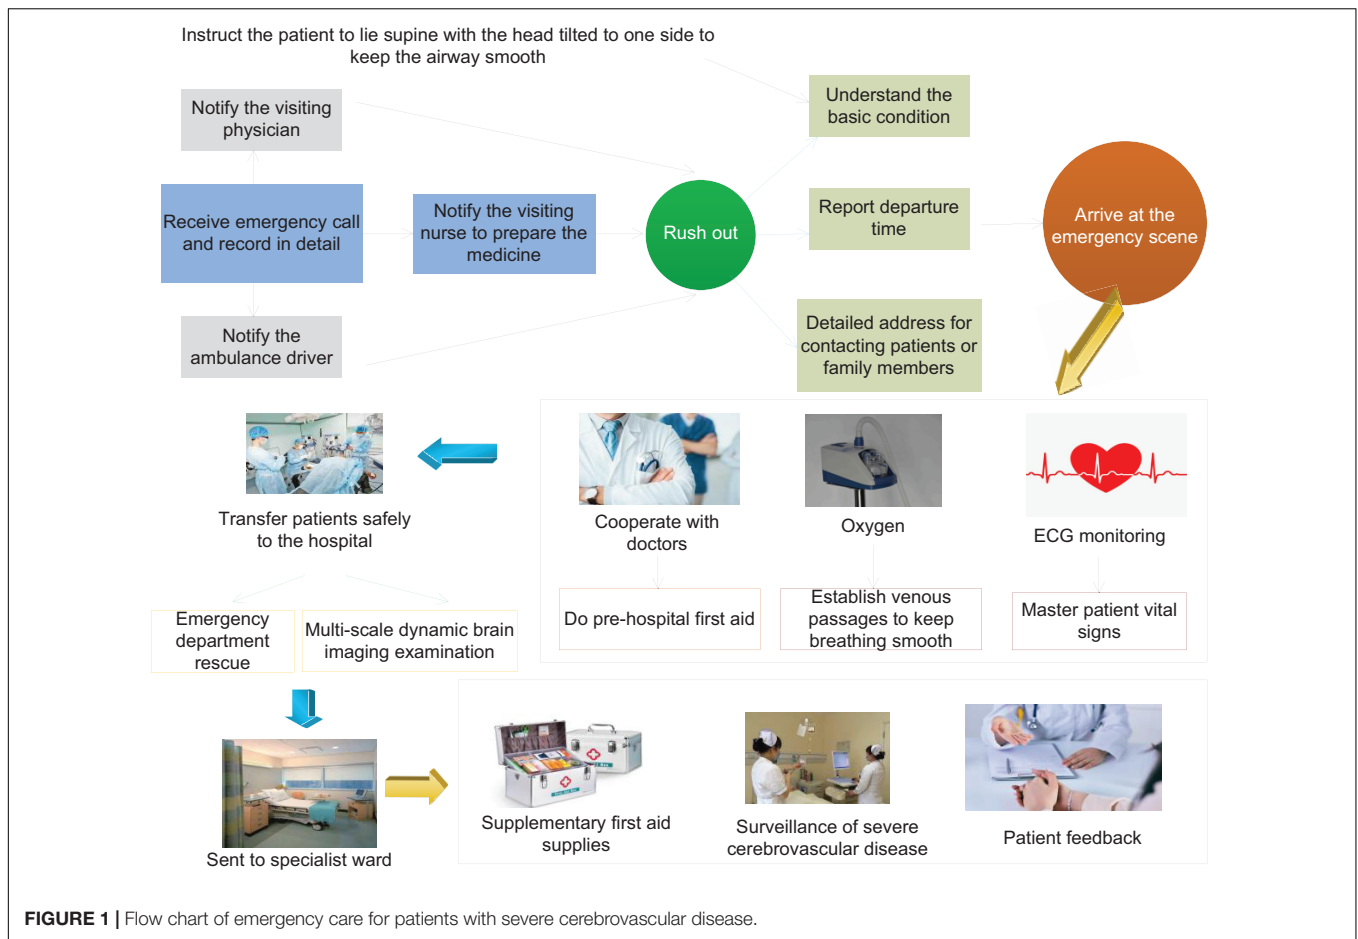 Instruct the patient to lie supine with the head tilted to one side to
keep the airway smooth
Notify the visiting
physician
Understand the
basic condition
Receive emergency call
and record in detail
Notify the visiting
nurse to prepare the
medicine
Rush out
Report departure
time
Arrive at the
emergency scene
Notify the
ambulance driver
Detailed address for
contacting patients or
family members
Transfer patients safely
to the hospital
Cooperate with
doctors
Oxygen
ECG monitoring
Emergency
department
rescue
Multi-scale dynamic brain
imaging examination
Do pre-hospital first aid
Establish venous
passages to keep
breathing smooth
Master patient vital
signs
Sent to specialist ward
Supplementary first aid
supplies
Surveillance of severe
cerebrovascular disease
Patient feedback
FIGURE 1 | Flow chart of emergency care for patients with severe cerebrovascular disease.